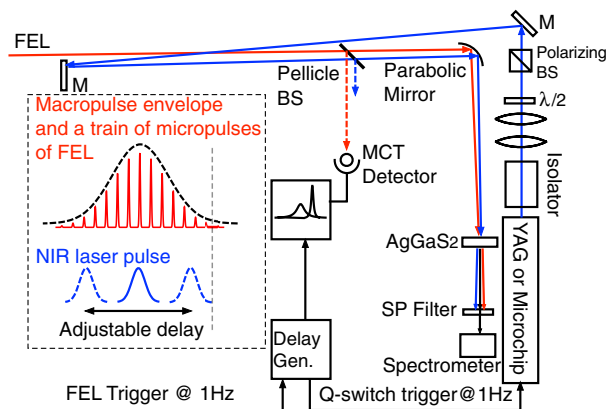 FEL
M
M
Polarizing
BS
λ/2
Isolator
Pellicle
BS
Parabolic
Mirror
Macropulse envelope
and a train of micropulses
of FEL
MCT
Detector
NIR laser pulse
Adjustable delay
AgGaS2
SP Filter
Spectrometer
YAG or Microchip
Delay
Gen.
FEL Trigger @ 1Hz
Q-switch trigger@1Hz